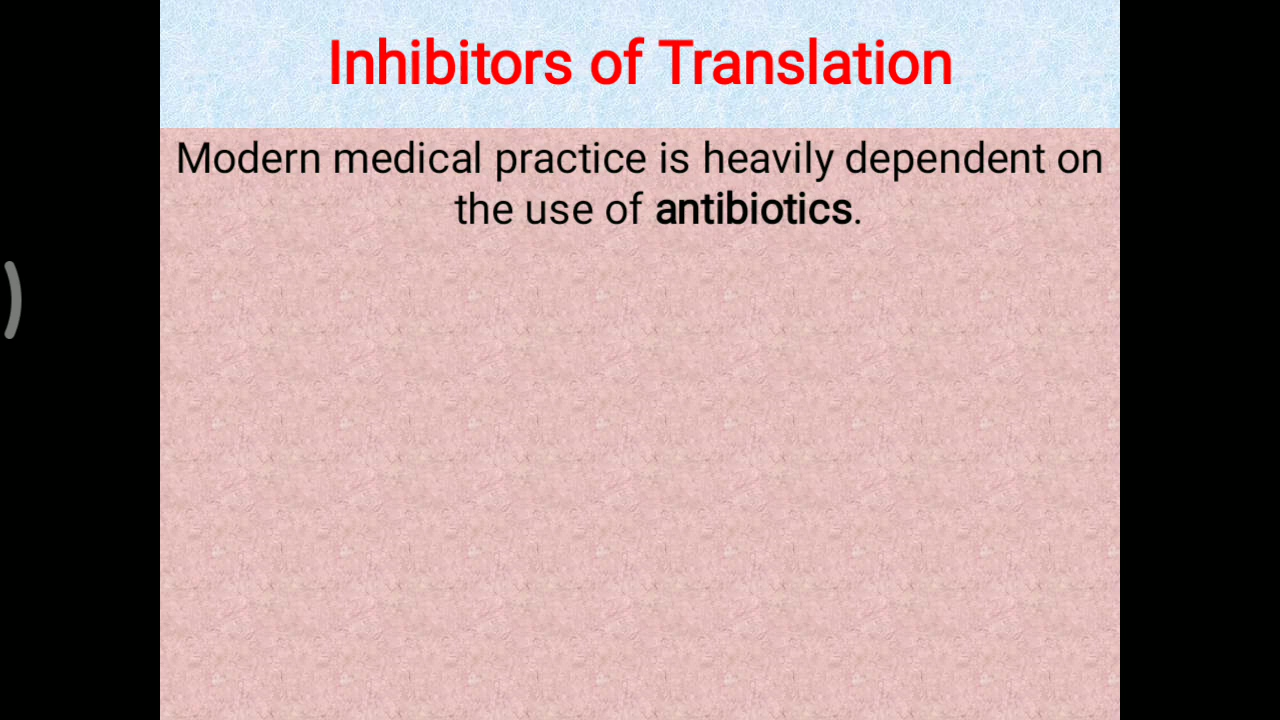 Inhibitors of Translation
Modern medical practice is heavily dependent on
the use of antibiotics.